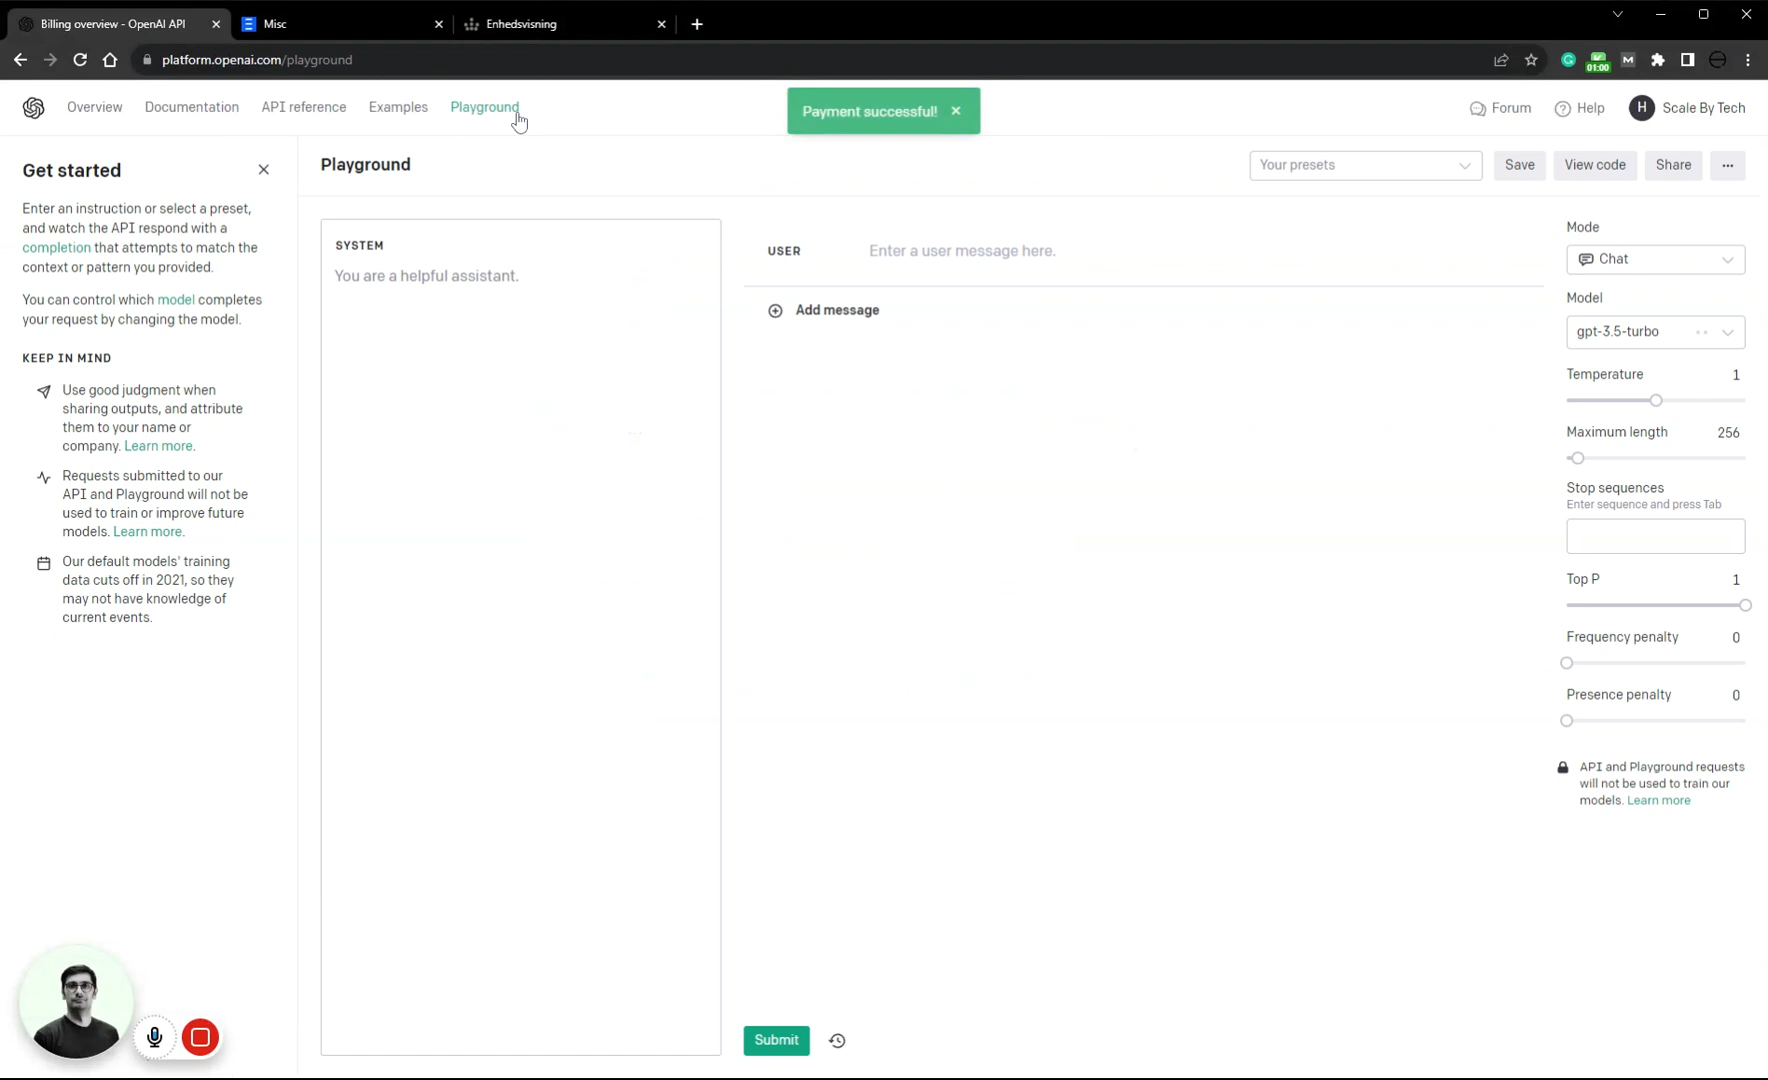 Billing overview - OpenAI API
Misc
Enhedsvisning
platform.openai.com/playground
01:00
M
Overview
Documentation
API reference
Examples
Playground
Payment successful!
Forum
Help
H
Scale By Tech
Get started
Enter an instruction or select a preset,
and watch the API respond with a
completion that attempts to match the
context or pattern you provided.
You can control which model completes
your request by changing the model.
KEEP IN MIND
Use good judgment when
sharing outputs, and attribute
them to your name or
company. Learn more.
Requests submitted to our
API and Playground will not be
used to train or improve future
models. Learn more.
Our default models' training
data cuts off in 2021, so they
may not have knowledge of
current events.
Playground
Your presets
Save
View code
Share
SYSTEM
You are a helpful assistant.
USER
Enter a user message here.
Add message
Submit
Mode
Chat
Model
gpt-3.5-turbo
Temperature 1
Maximum length 256
Stop sequences
Enter sequence and press Tab
Top P 1
Frequency penalty 0
Presence penalty 0
API and Playground requests
will not be used to train our
models. Learn more